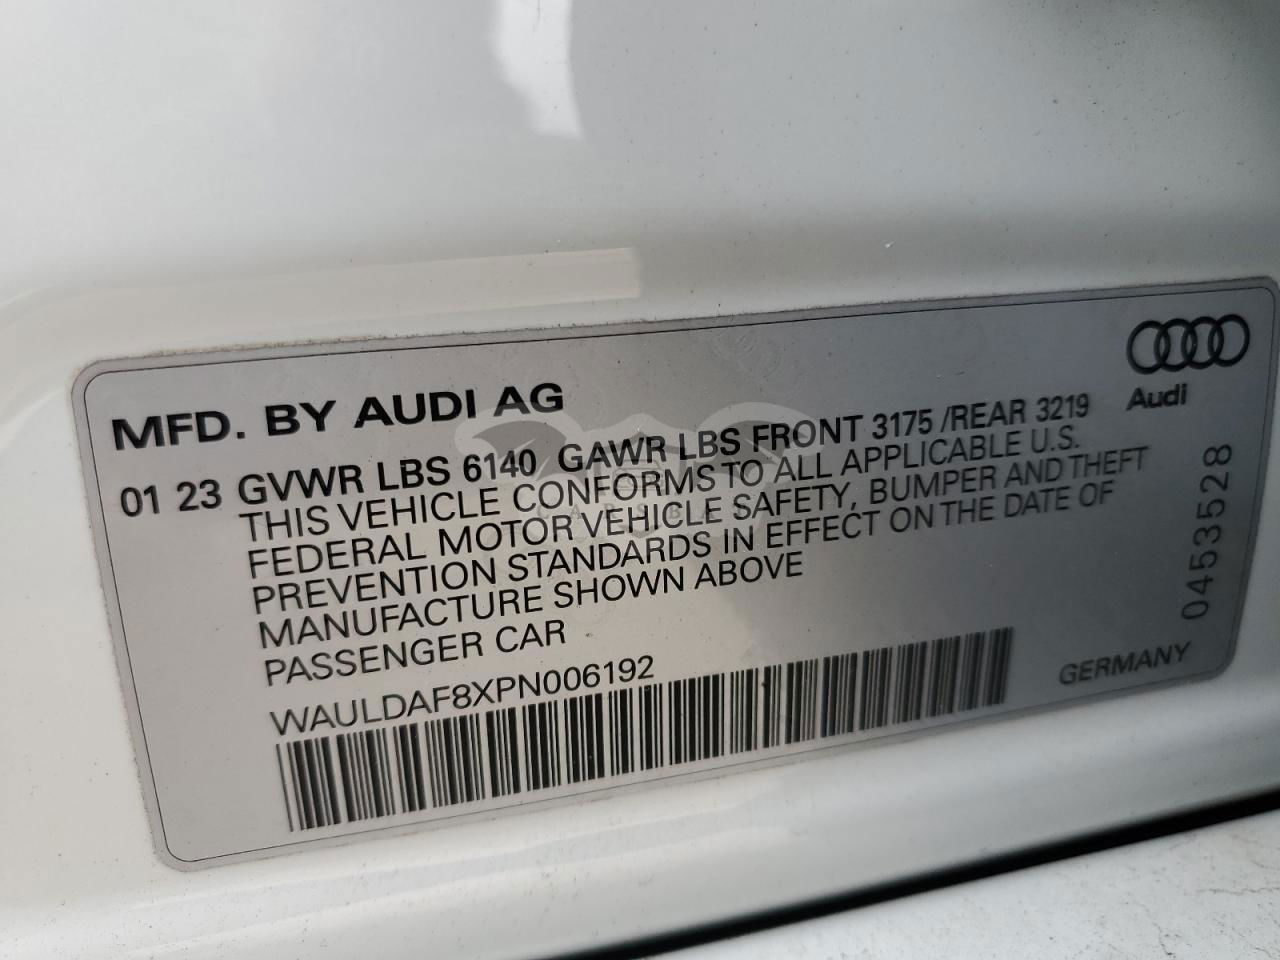 MFD. BY AUDI AG
Audi
01 23 GVWR LBS 6140 GAWR LBS FRONT 3175 /REAR 3219
THIS VEHICLE CONFORMS TO ALL APPLICABLE U.S.
FEDERAL MOTOR VEHICLE SAFETY, BUMPER AND THEFT
PREVENTION STANDARDS IN EFFECT ON THE DATE OF
MANUFACTURE SHOWN ABOVE
PASSENGER CAR
WAULDAF8XPN006192
GERMANY
0453528